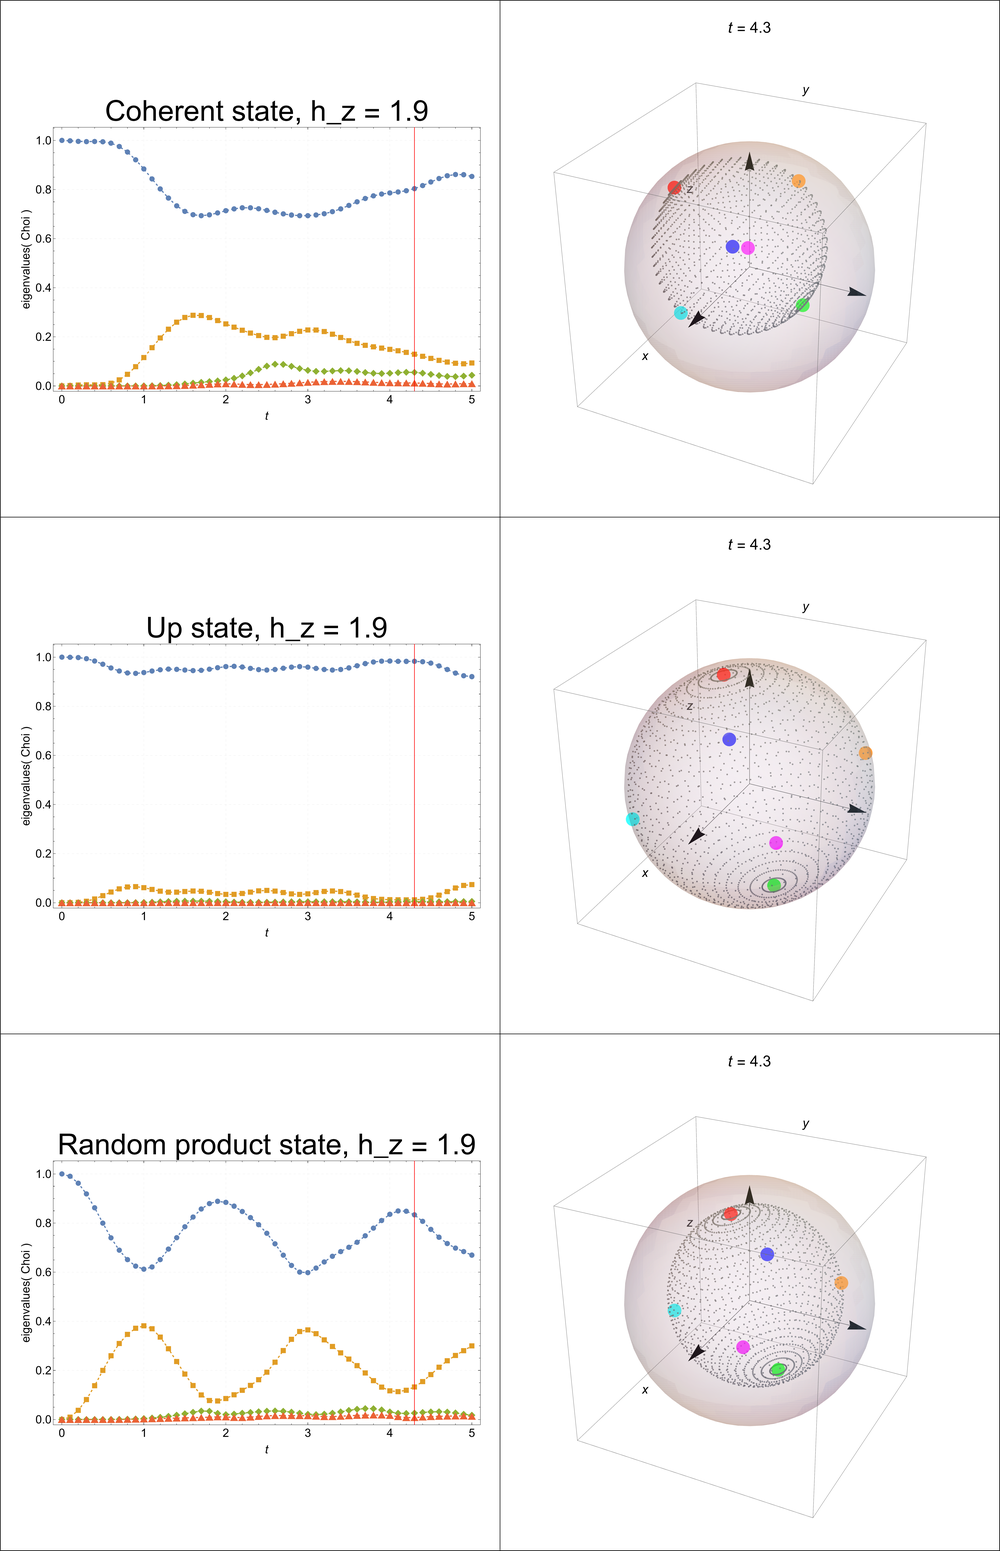 Coherent state, h_z = 1.9
eigenvalues( Choi )
1.0
0.8
0.6
0.4
0.2
0.0
0 1 2 3 4 5
t
t = 4.3
y
z
x
Up state, h_z = 1.9
eigenvalues( Choi )
1.0
0.8
0.6
0.4
0.2
0.0
0 1 2 3 4 5
t
t = 4.3
y
z
x
Random product state, h_z = 1.9
eigenvalues( Choi )
1.0
0.8
0.6
0.4
0.2
0.0
0 1 2 3 4 5
t
t = 4.3
y
z
x